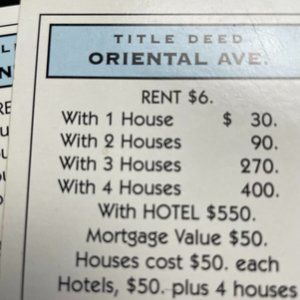 TITLE DEED
ORIENTAL AVE.
RENT $6.
With 1 House $ 30.
With 2 Houses 90.
With 3 Houses 270.
With 4 Houses 400.
With HOTEL $550.
Mortgage Value $50.
Houses cost $50. each
Hotels, $50. plus 4 houses